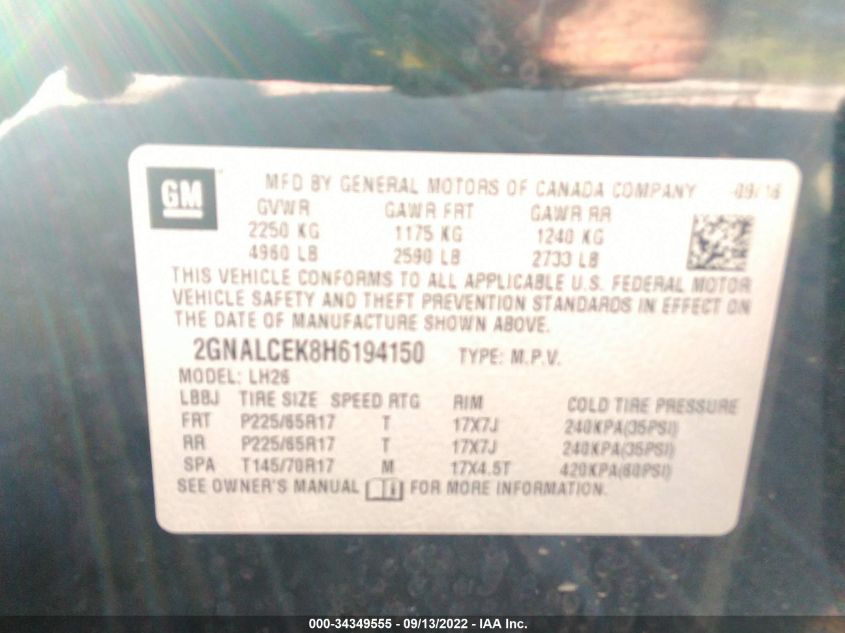 GM MFD BY GENERAL MOTORS OF CANADA COMPANY 09/16
GVWR GAWR FRT GAWR RR
2250 KG 1175 KG 1240 KG
4960 LB 2590 LB 2733 LB
THIS VEHICLE CONFORMS TO ALL APPLICABLE U.S. FEDERAL MOTOR
VEHICLE SAFETY AND THEFT PREVENTION STANDARDS IN EFFECT ON
THE DATE OF MANUFACTURE SHOWN ABOVE.
2GNALCEK8H6194150 TYPE: M.P.V.
MODEL: LH26
LBBJ TIRE SIZE SPEED RTG RIM COLD TIRE PRESSURE
FRT P225/65R17 T 17X7J 240KPA(35PSI)
RR P225/65R17 T 17X7J 240KPA(35PSI)
SPA T145/70R17 M 17X4.5T 420KPA(60PSI)
SEE OWNER'S MANUAL FOR MORE INFORMATION.
000-34349555 - 09/13/2022 - IAA Inc.